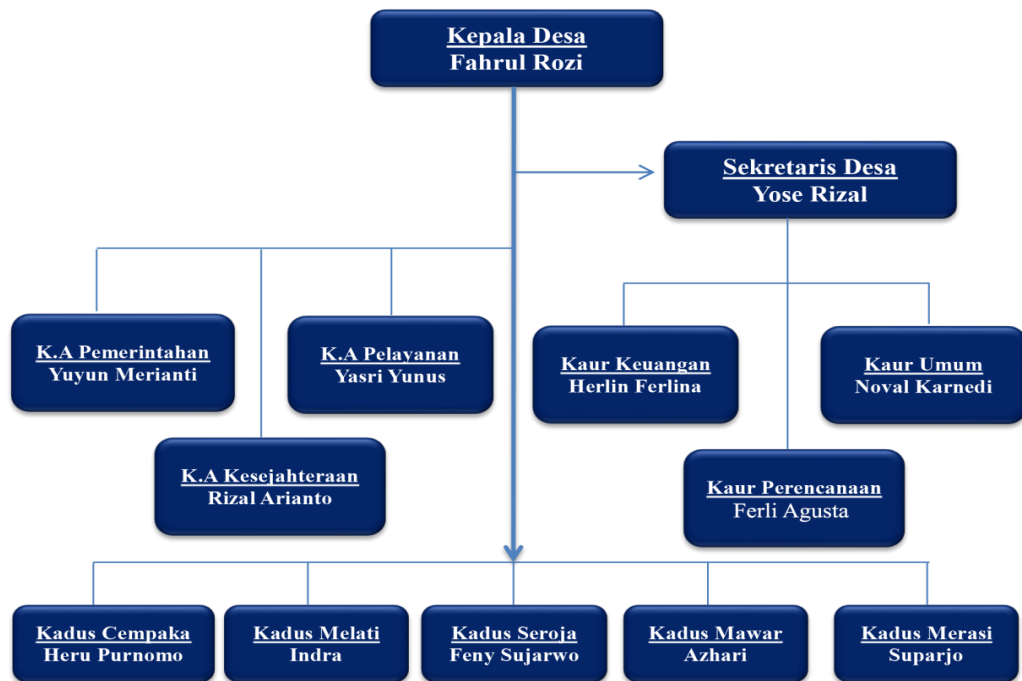 Kepala Desa
Fahrul Rozi
Sekretaris Desa
Yose Rizal
K.A Pemerintahan
Yuyun Merianti
K.A Pelayanan
Yasri Yunus
Kaur Keuangan
Herlin Ferlina
Kaur Umum
Noval Karnedi
K.A Kesejahteraan
Rizal Arianto
Kaur Perencanaan
Ferli Agusta
Kadus Cempaka
Heru Purnomo
Kadus Melati
Indra
Kadus Seroja
Feny Sujarwo
Kadus Mawar
Azhari
Kadus Merasi
Suparjo